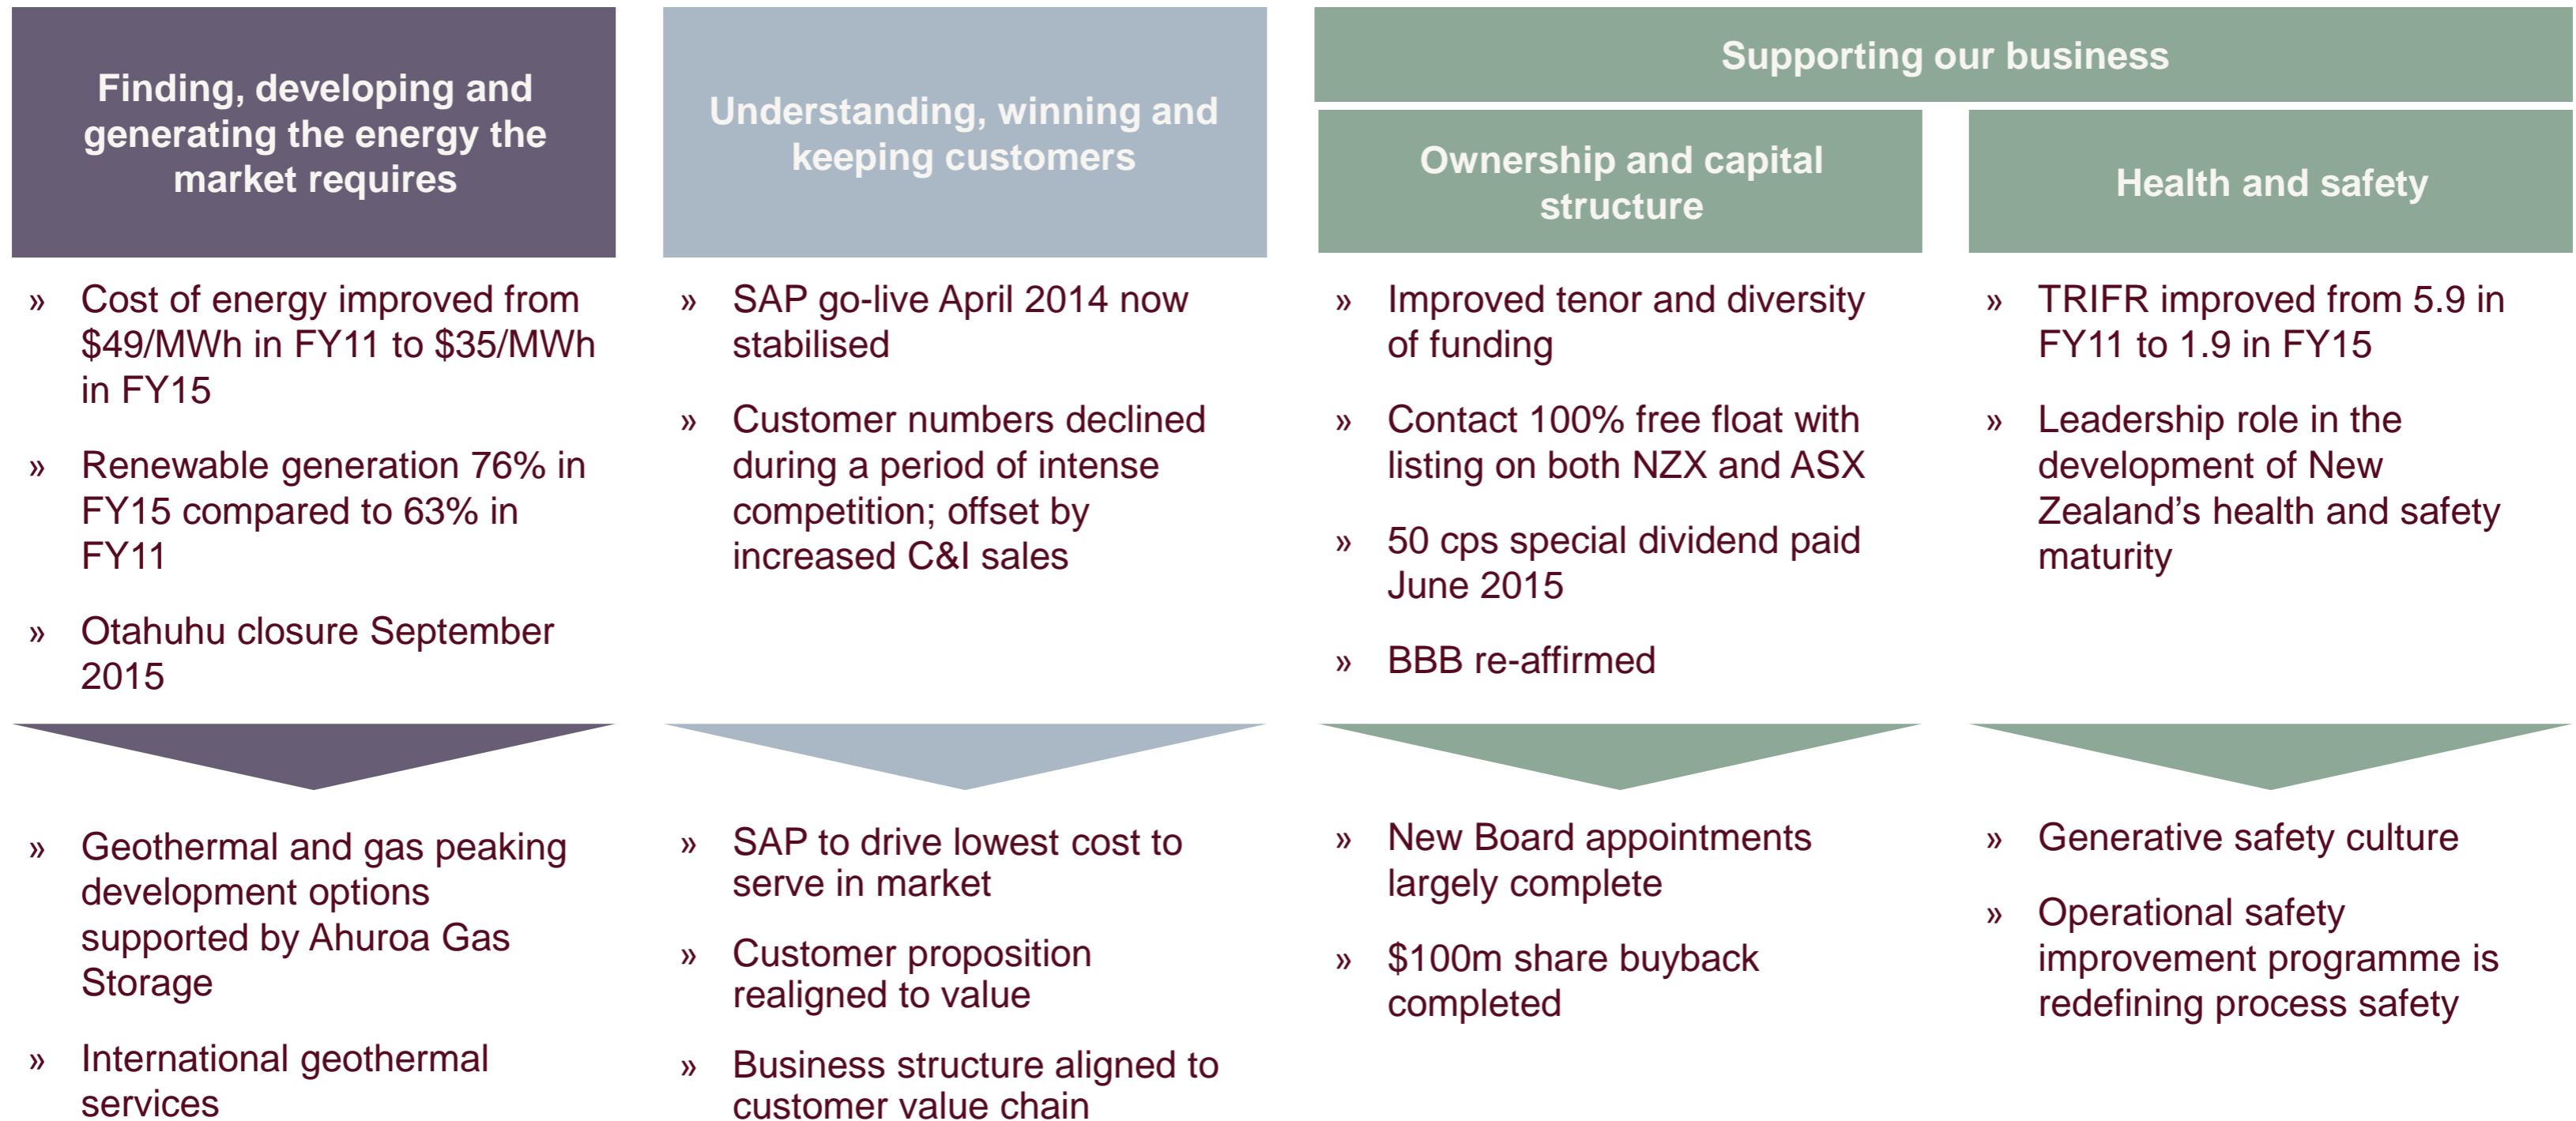 Finding, developing and
generating the energy the
market requires
» Cost of energy improved from
$49/MWh in FY11 to $35/MWh
in FY15
» Renewable generation 76% in
FY15 compared to 63% in
FY11
» Otahuhu closure September
2015
» Geothermal and gas peaking
development options
supported by Ahuroa Gas
Storage
» International geothermal
services
Understanding, winning and
keeping customers
» SAP go-live April 2014 now
stabilised
» Customer numbers declined
during a period of intense
competition; offset by
increased C&I sales
» SAP to drive lowest cost to
serve in market
» Customer proposition
realigned to value
» Business structure aligned to
customer value chain
Supporting our business
Ownership and capital
structure
» Improved tenor and diversity
of funding
» Contact 100% free float with
listing on both NZX and ASX
» 50 cps special dividend paid
June 2015
» BBB re-affirmed
» New Board appointments
largely complete
» $100m share buyback
completed
Health and safety
» TRIFR improved from 5.9 in
FY11 to 1.9 in FY15
» Leadership role in the
development of New
Zealand’s health and safety
maturity
» Generative safety culture
» Operational safety
improvement programme is
redefining process safety